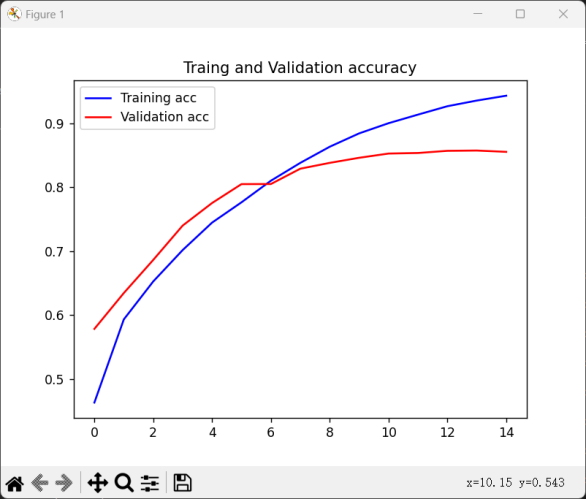 Figure 1
Traing and Validation accuracy
Training acc
Validation acc
0.9
0.8
0.7
0.6
0.5
0 2 4 6 8 10 12 14
x=10.15 y=0.543